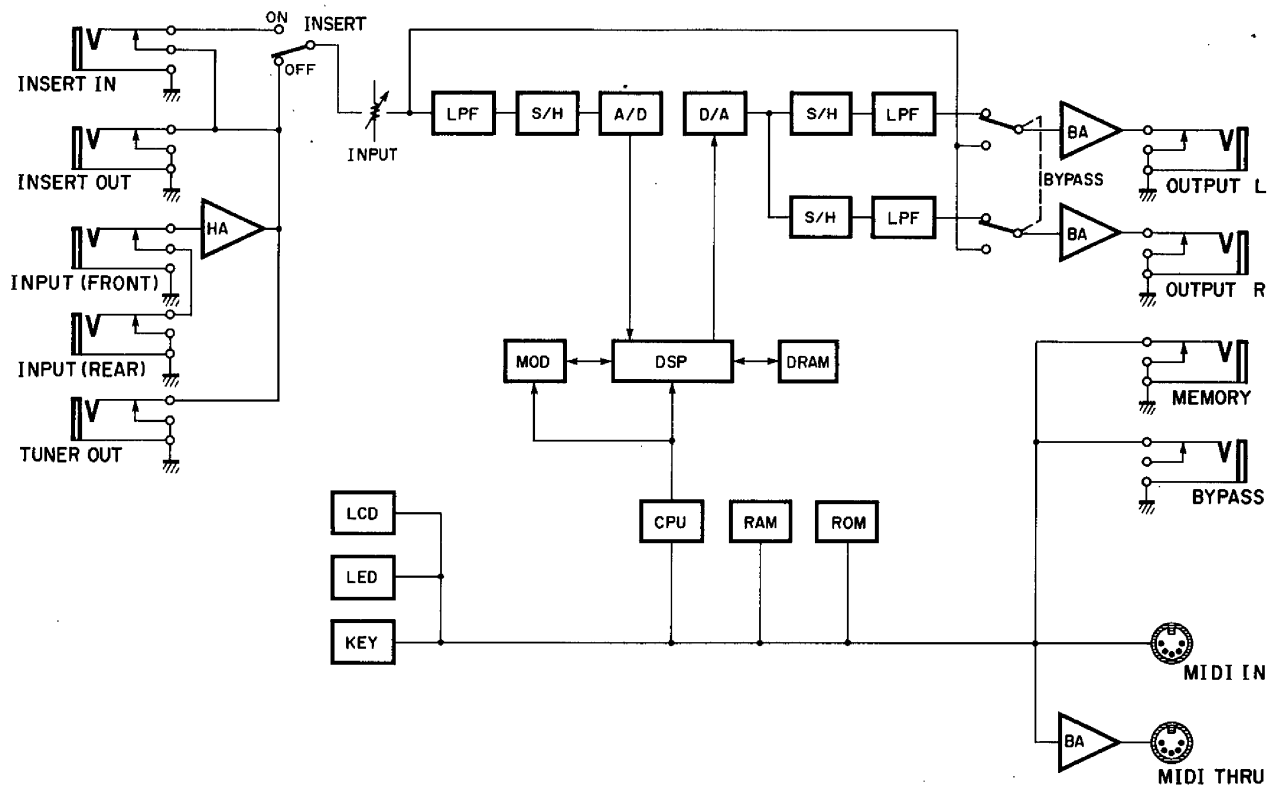 ON
INSERT
OFF
INSERT IN
INSERT OUT
HA
INPUT (FRONT)
INPUT (REAR)
TUNER OUT
INPUT
LPF
S/H
A/D
D/A
S/H
LPF
S/H
LPF
BYPASS
BA
BA
OUTPUT L
OUTPUT R
MOD
DSP
DRAM
MEMORY
BYPASS
LCD
LED
KEY
CPU
RAM
ROM
MIDI IN
BA
MIDI THRU